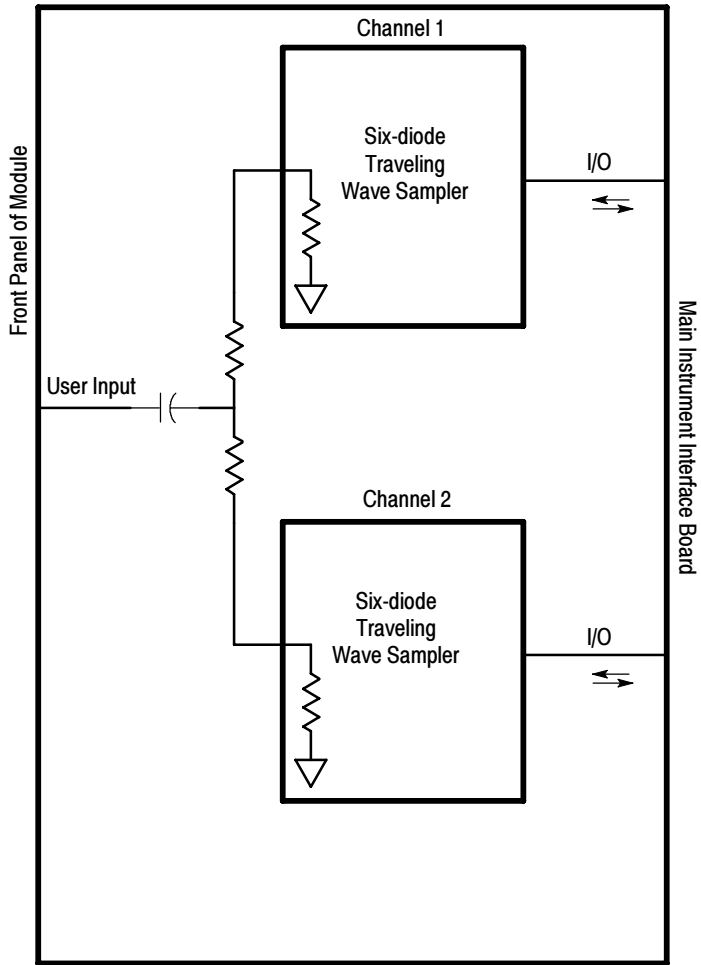 Channel 1
Six-diode
Traveling
Wave Sampler
I/O
Front Panel of Module
User Input
Main Instrument Interface Board
Channel 2
Six-diode
Traveling
Wave Sampler
I/O